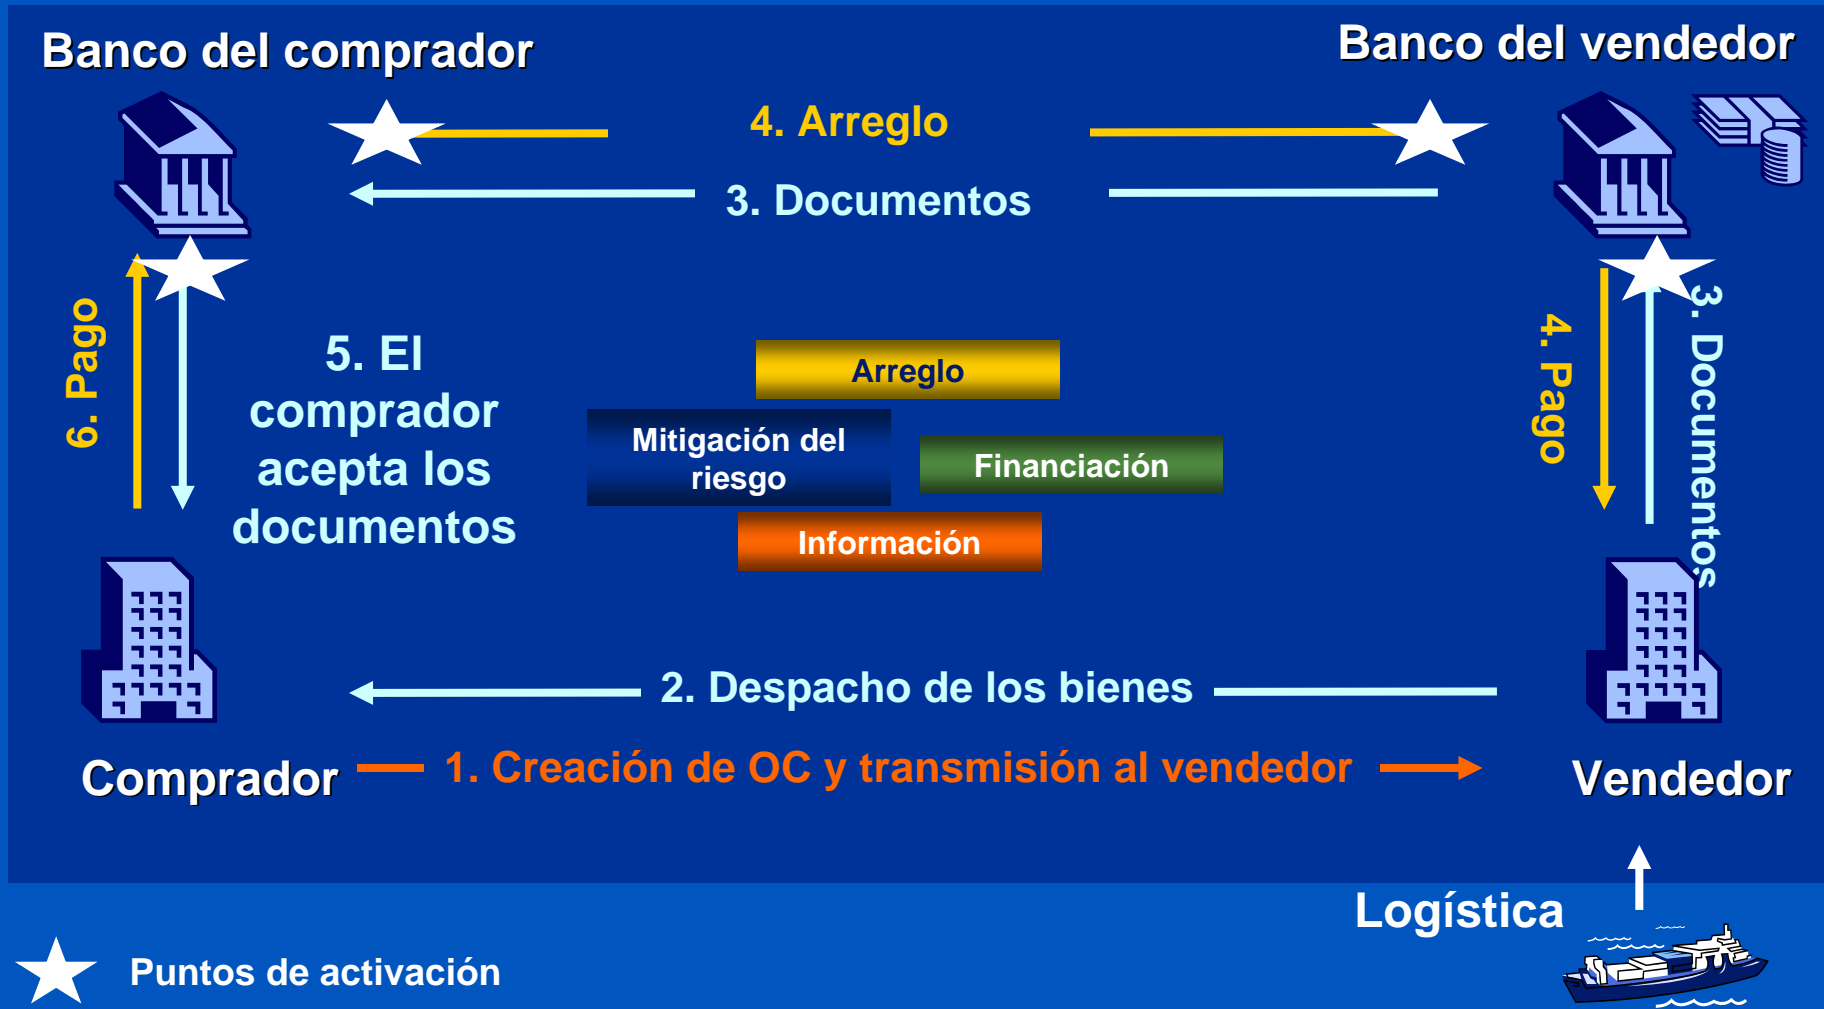 Banco del comprador
Banco del vendedor
4. Arreglo
3. Documentos
6. Pago
5. El
comprador
acepta los
documentos
Arreglo
Mitigación del
riesgo
Financiación
Información
4. Pago
3. Documentos
2. Despacho de los bienes
Comprador
1. Creación de OC y transmisión al vendedor
Vendedor
Logística
Puntos de activación